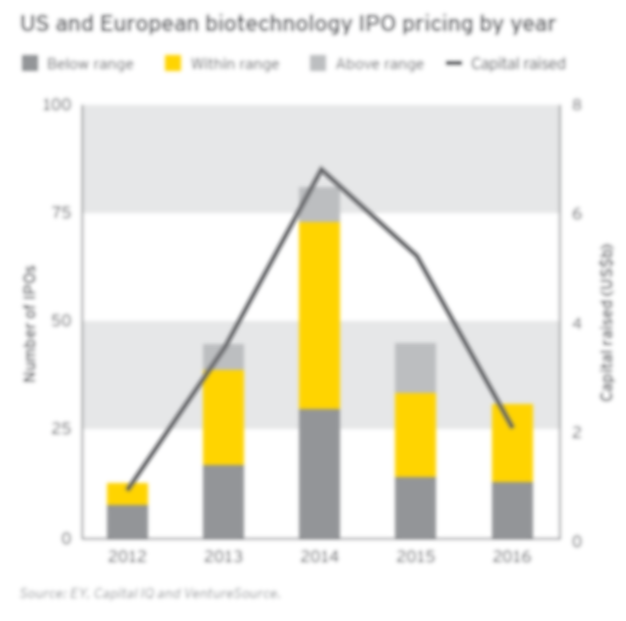 US and European biotechnology IPO pricing by year
Below range Within range Above range Capital raised
100 8
75 6
50 4
25 2
0 0
Number of IPOs
Capital raised (US$b)
2012 2013 2014 2015 2016
Source: EY, Capital IQ and VentureSource.